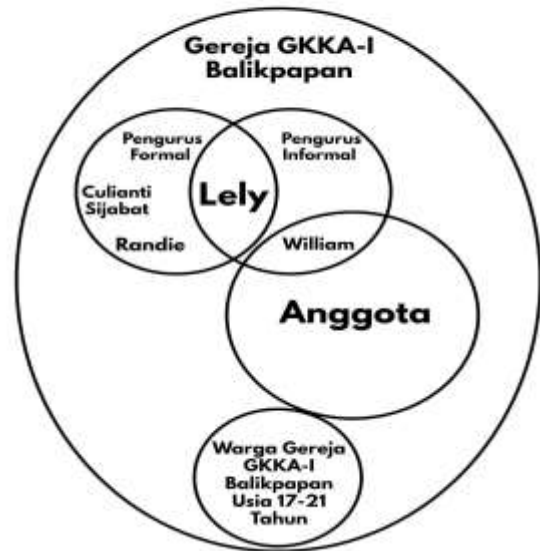 Gereja GKKA-I
Balikpapan
Pengurus
Formal
Pengurus
Informal
Culianti
Sijabat
Lely
Randie
William
Anggota
Warga Gereja
GKKA-I
Balikpapan
Usia 17-21
Tahun